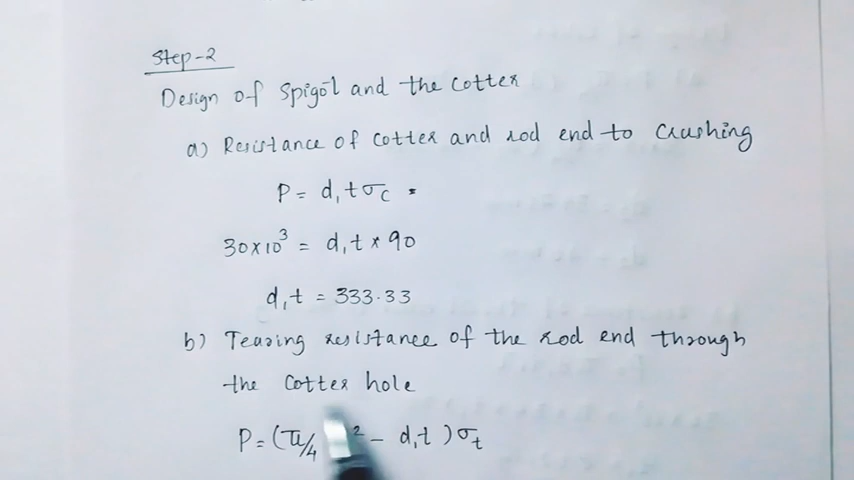 Step-2
Design of Spigot and the Cotter
a) Resistance of cotter and rod end to Crushing
P = d₁tσc
30×10³ = d₁t × 90
d₁t = 333.33
b) Tearing resistance of the rod end through
the Cotter hole
P = (π/4 ² - d₁t) σt